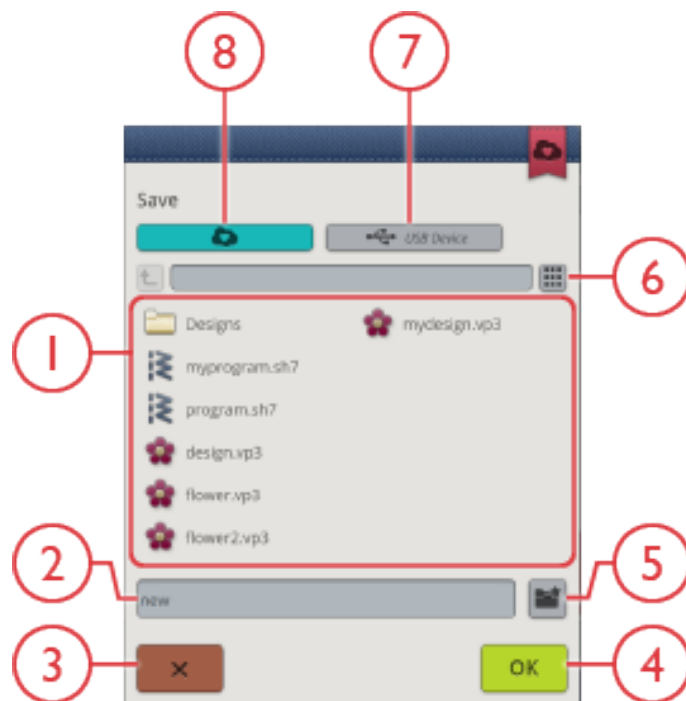 8 7
Save
USB Device
6
1
Designs mydesign.vp3
myprogram.sh7
program.sh7
design.vp3
flower.vp3
flower2.vp3
2 5
new
3 OK 4